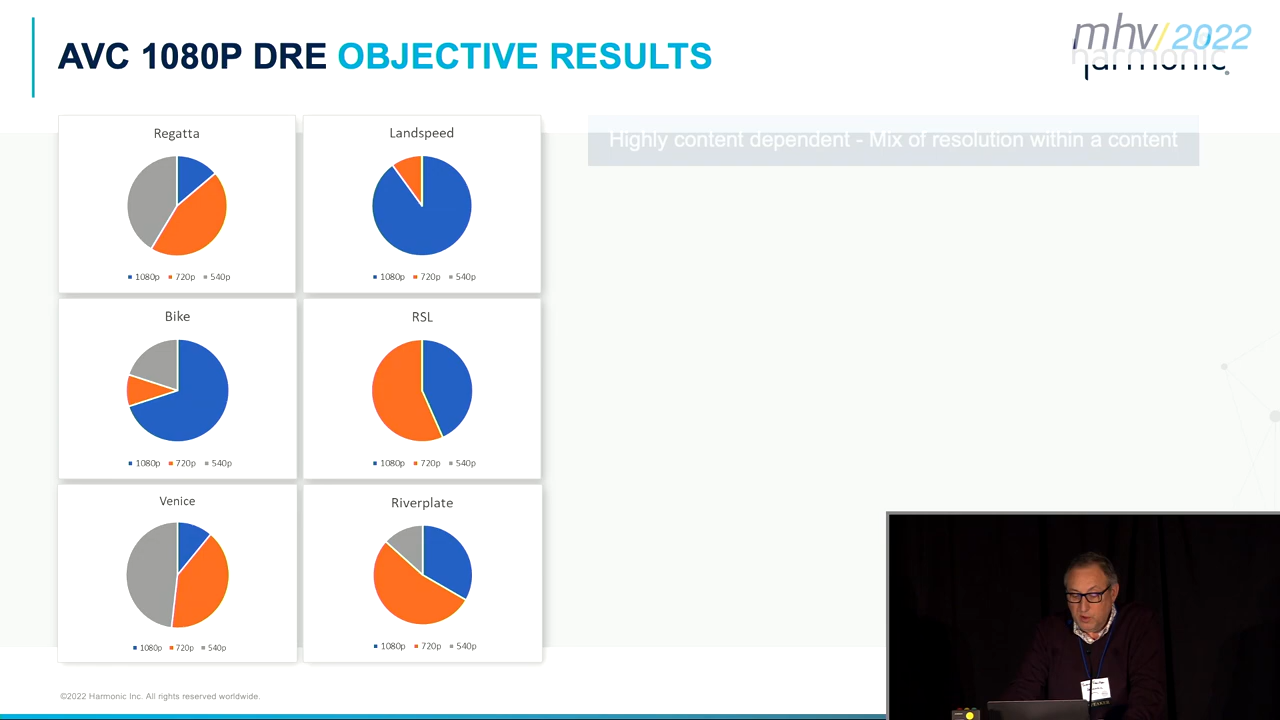 AVC 1080P DRE OBJECTIVE RESULTS
mhv/2022
harmonic
Highly content dependent - Mix of resolution within a content
Regatta
1080p 720p 540p
Landspeed
1080p 720p 540p
Bike
1080p 720p 540p
RSL
1080p 720p 540p
Venice
1080p 720p 540p
Riverplate
1080p 720p 540p
©2022 Harmonic Inc. All rights reserved worldwide.